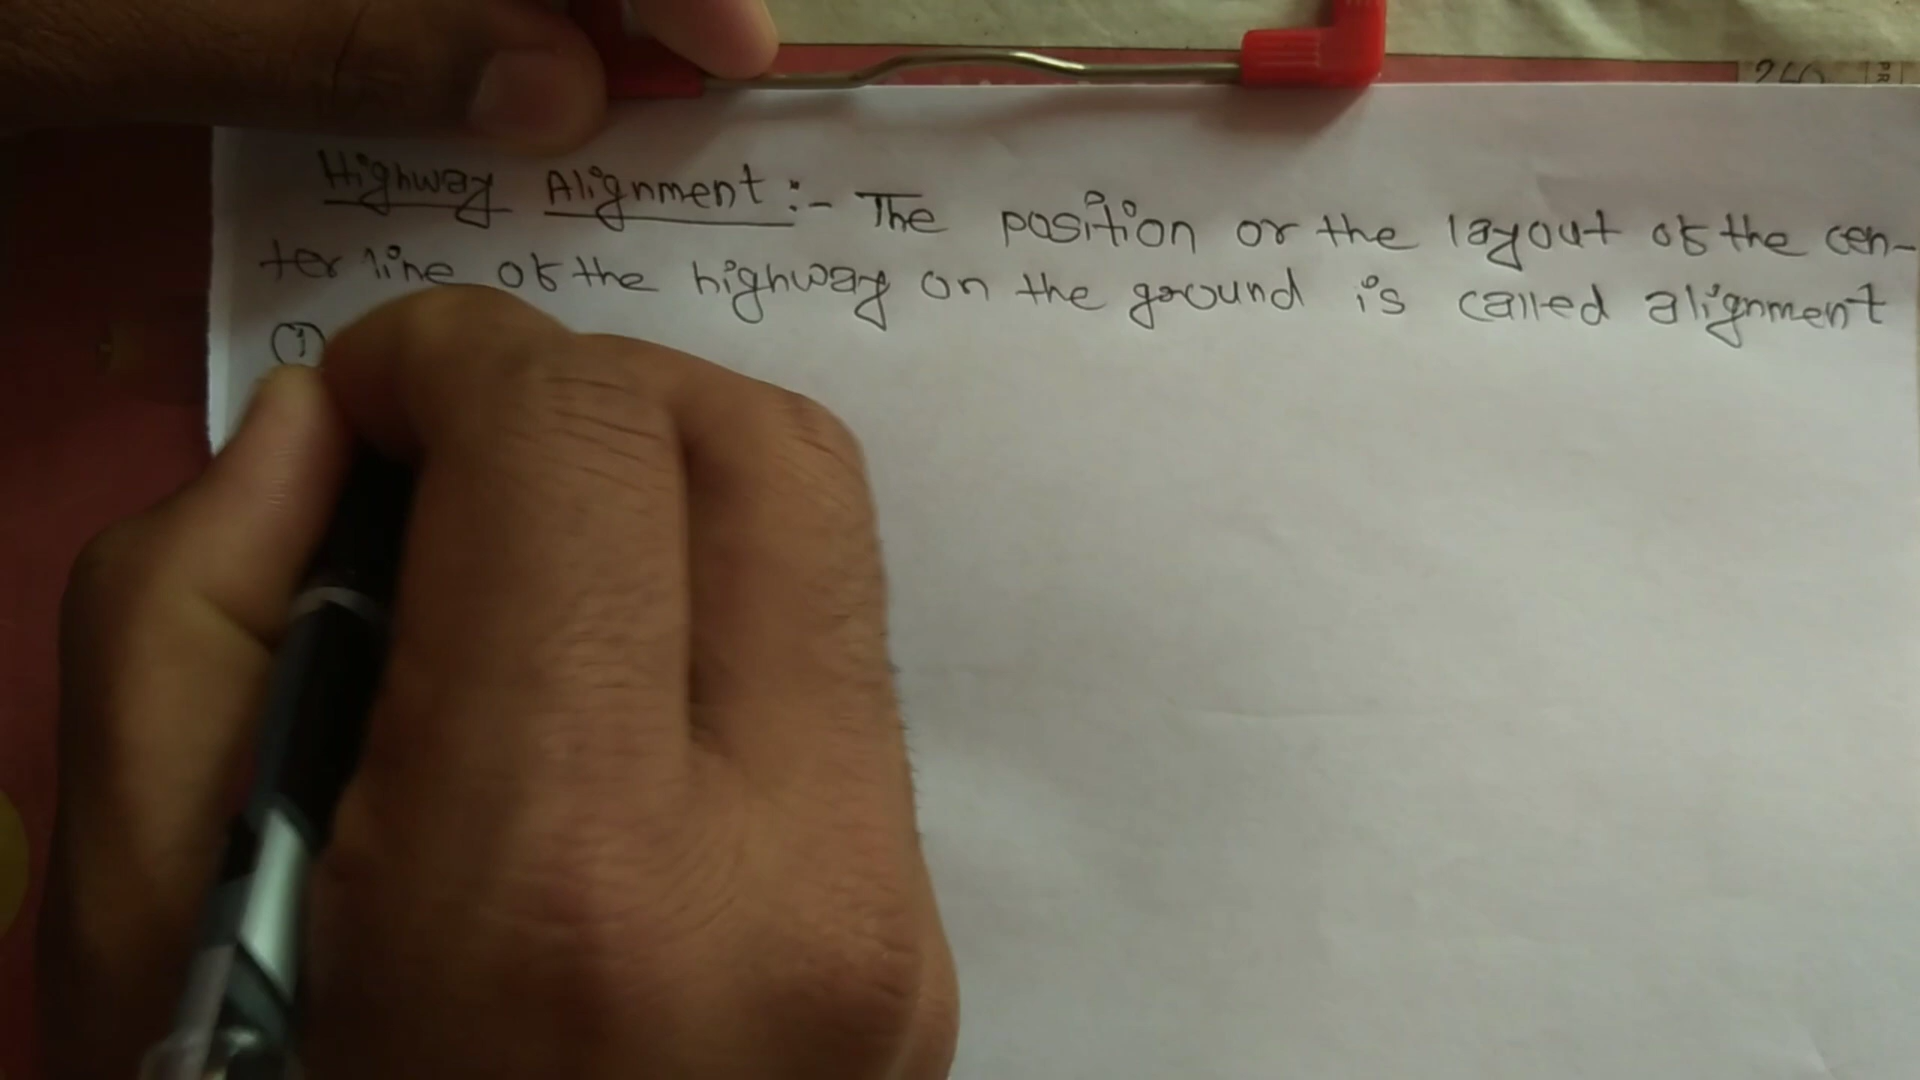 Highway Alignment :- The position or the layout of the cen-
ter line of the highway on the ground is called alignment
①